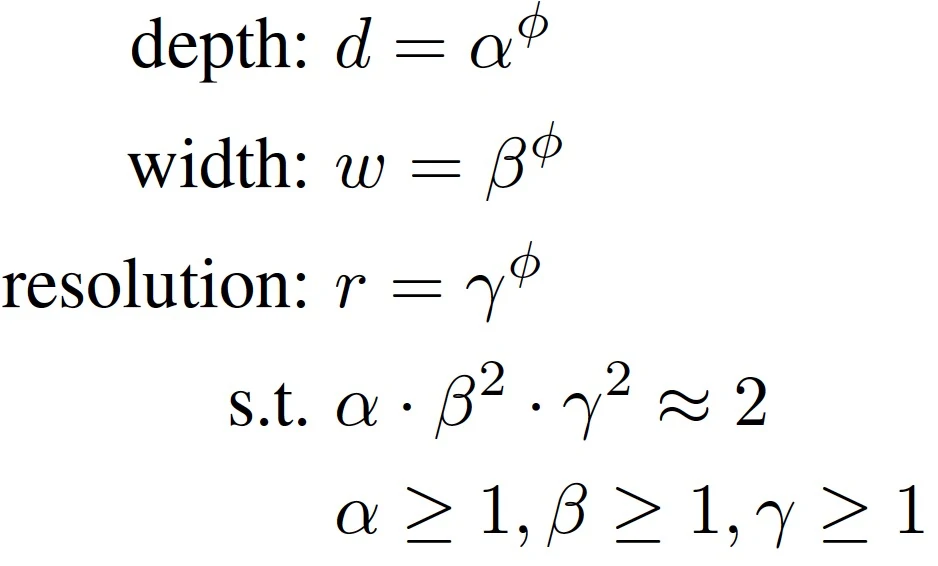 depth: d = α^ϕ
width: w = β^ϕ
resolution: r = γ^ϕ
s.t. α · β² · γ² ≈ 2
α ≥ 1, β ≥ 1, γ ≥ 1